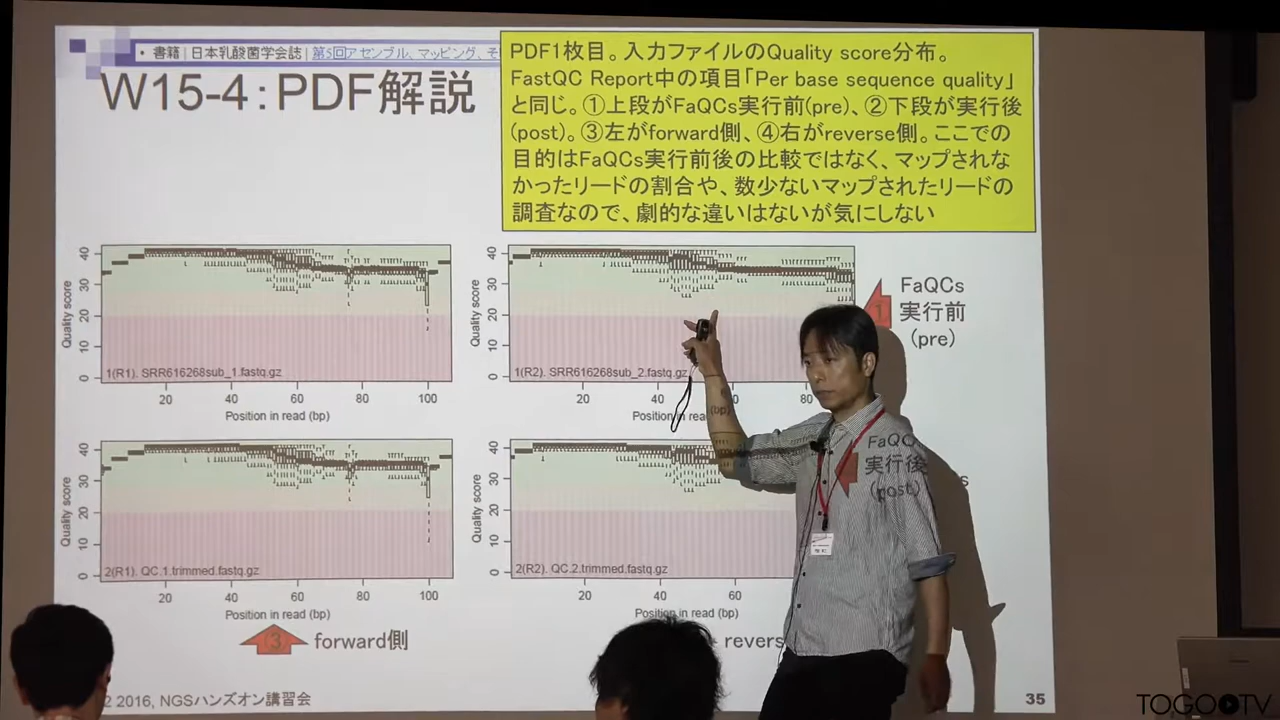 • 書籍 | 日本乳酸菌学会誌 | 第5回アセンブル、マッピング、そ
W15-4：PDF解説
PDF1枚目。入力ファイルのQuality score分布。
FastQC Report中の項目「Per base sequence quality」
と同じ。①上段がFaQCs実行前(pre)、②下段が実行後
(post)。③左がforward側、④右がreverse側。ここでの
目的はFaQCs実行前後の比較ではなく、マップされな
かったリードの割合や、数少ないマップされたリードの
調査なので、劇的な違いはないが気にしない
Quality score
0 10 20 30 40
1(R1). SRR616268sub_1.fastq.gz
20 40 60 80 100
Position in read (bp)
Quality score
0 10 20 30 40
1(R2). SRR616268sub_2.fastq.gz
20 40 60 80
Position in read (bp)
①
FaQCs
実行前
(pre)
Quality score
0 10 20 30 40
2(R1). QC.1.trimmed.fastq.gz
20 40 60 80 100
Position in read (bp)
Quality score
0 10 20 30 40
2(R2). QC.2.trimmed.fastq.gz
20 40 60
Position in read (bp)
FaQC
実行後
(post)
③
forward側
revers
2 2016, NGSハンズオン講習会
35
TOGOTV